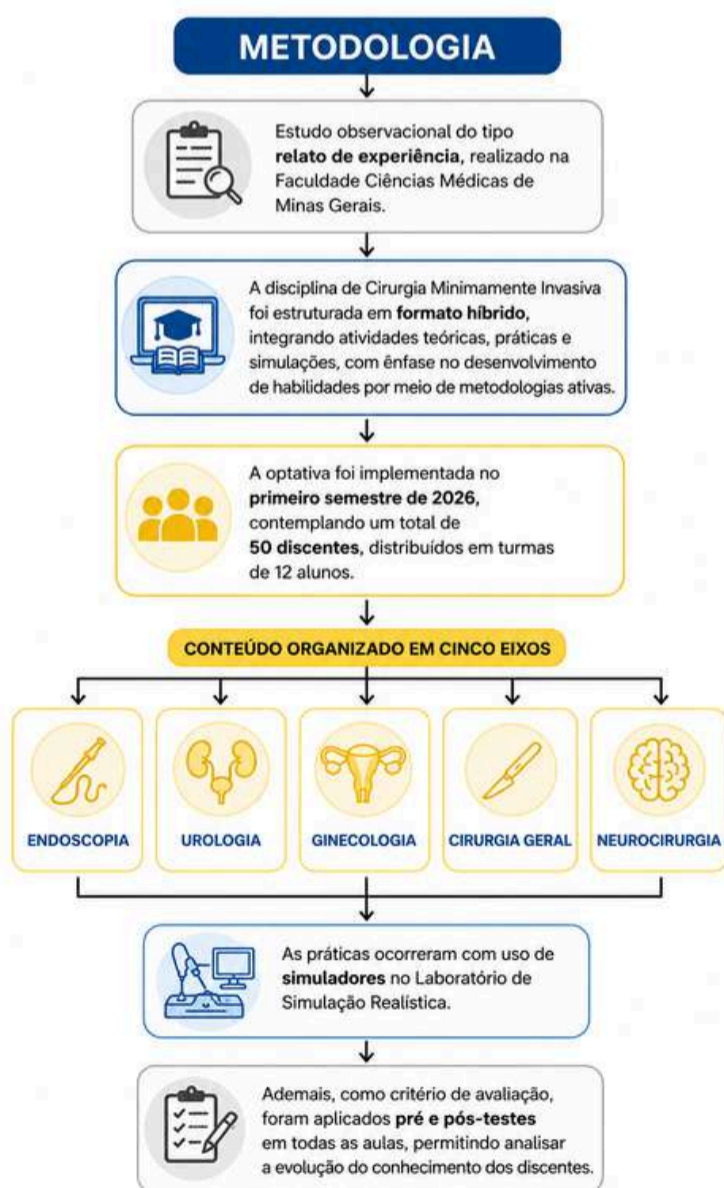 METODOLOGIA
Estudo observacional do tipo
relato de experiência, realizado na
Faculdade Ciências Médicas de
Minas Gerais.
A disciplina de Cirurgia Minimamente Invasiva
foi estruturada em formato híbrido,
integrando atividades teóricas, práticas e
simulações, com ênfase no desenvolvimento
de habilidades por meio de metodologias ativas.
A optativa foi implementada no
primeiro semestre de 2026,
contemplando um total de
50 discentes, distribuídos em turmas
de 12 alunos.
CONTEÚDO ORGANIZADO EM CINCO EIXOS
ENDOSCOPIA
UROLOGIA
GINECOLOGIA
CIRURGIA GERAL
NEUROCIRURGIA
As práticas ocorreram com uso de
simuladores no Laboratório de
Simulação Realística.
Ademais, como critério de avaliação,
foram aplicados pré e pós-testes
em todas as aulas, permitindo analisar
a evolução do conhecimento dos discentes.